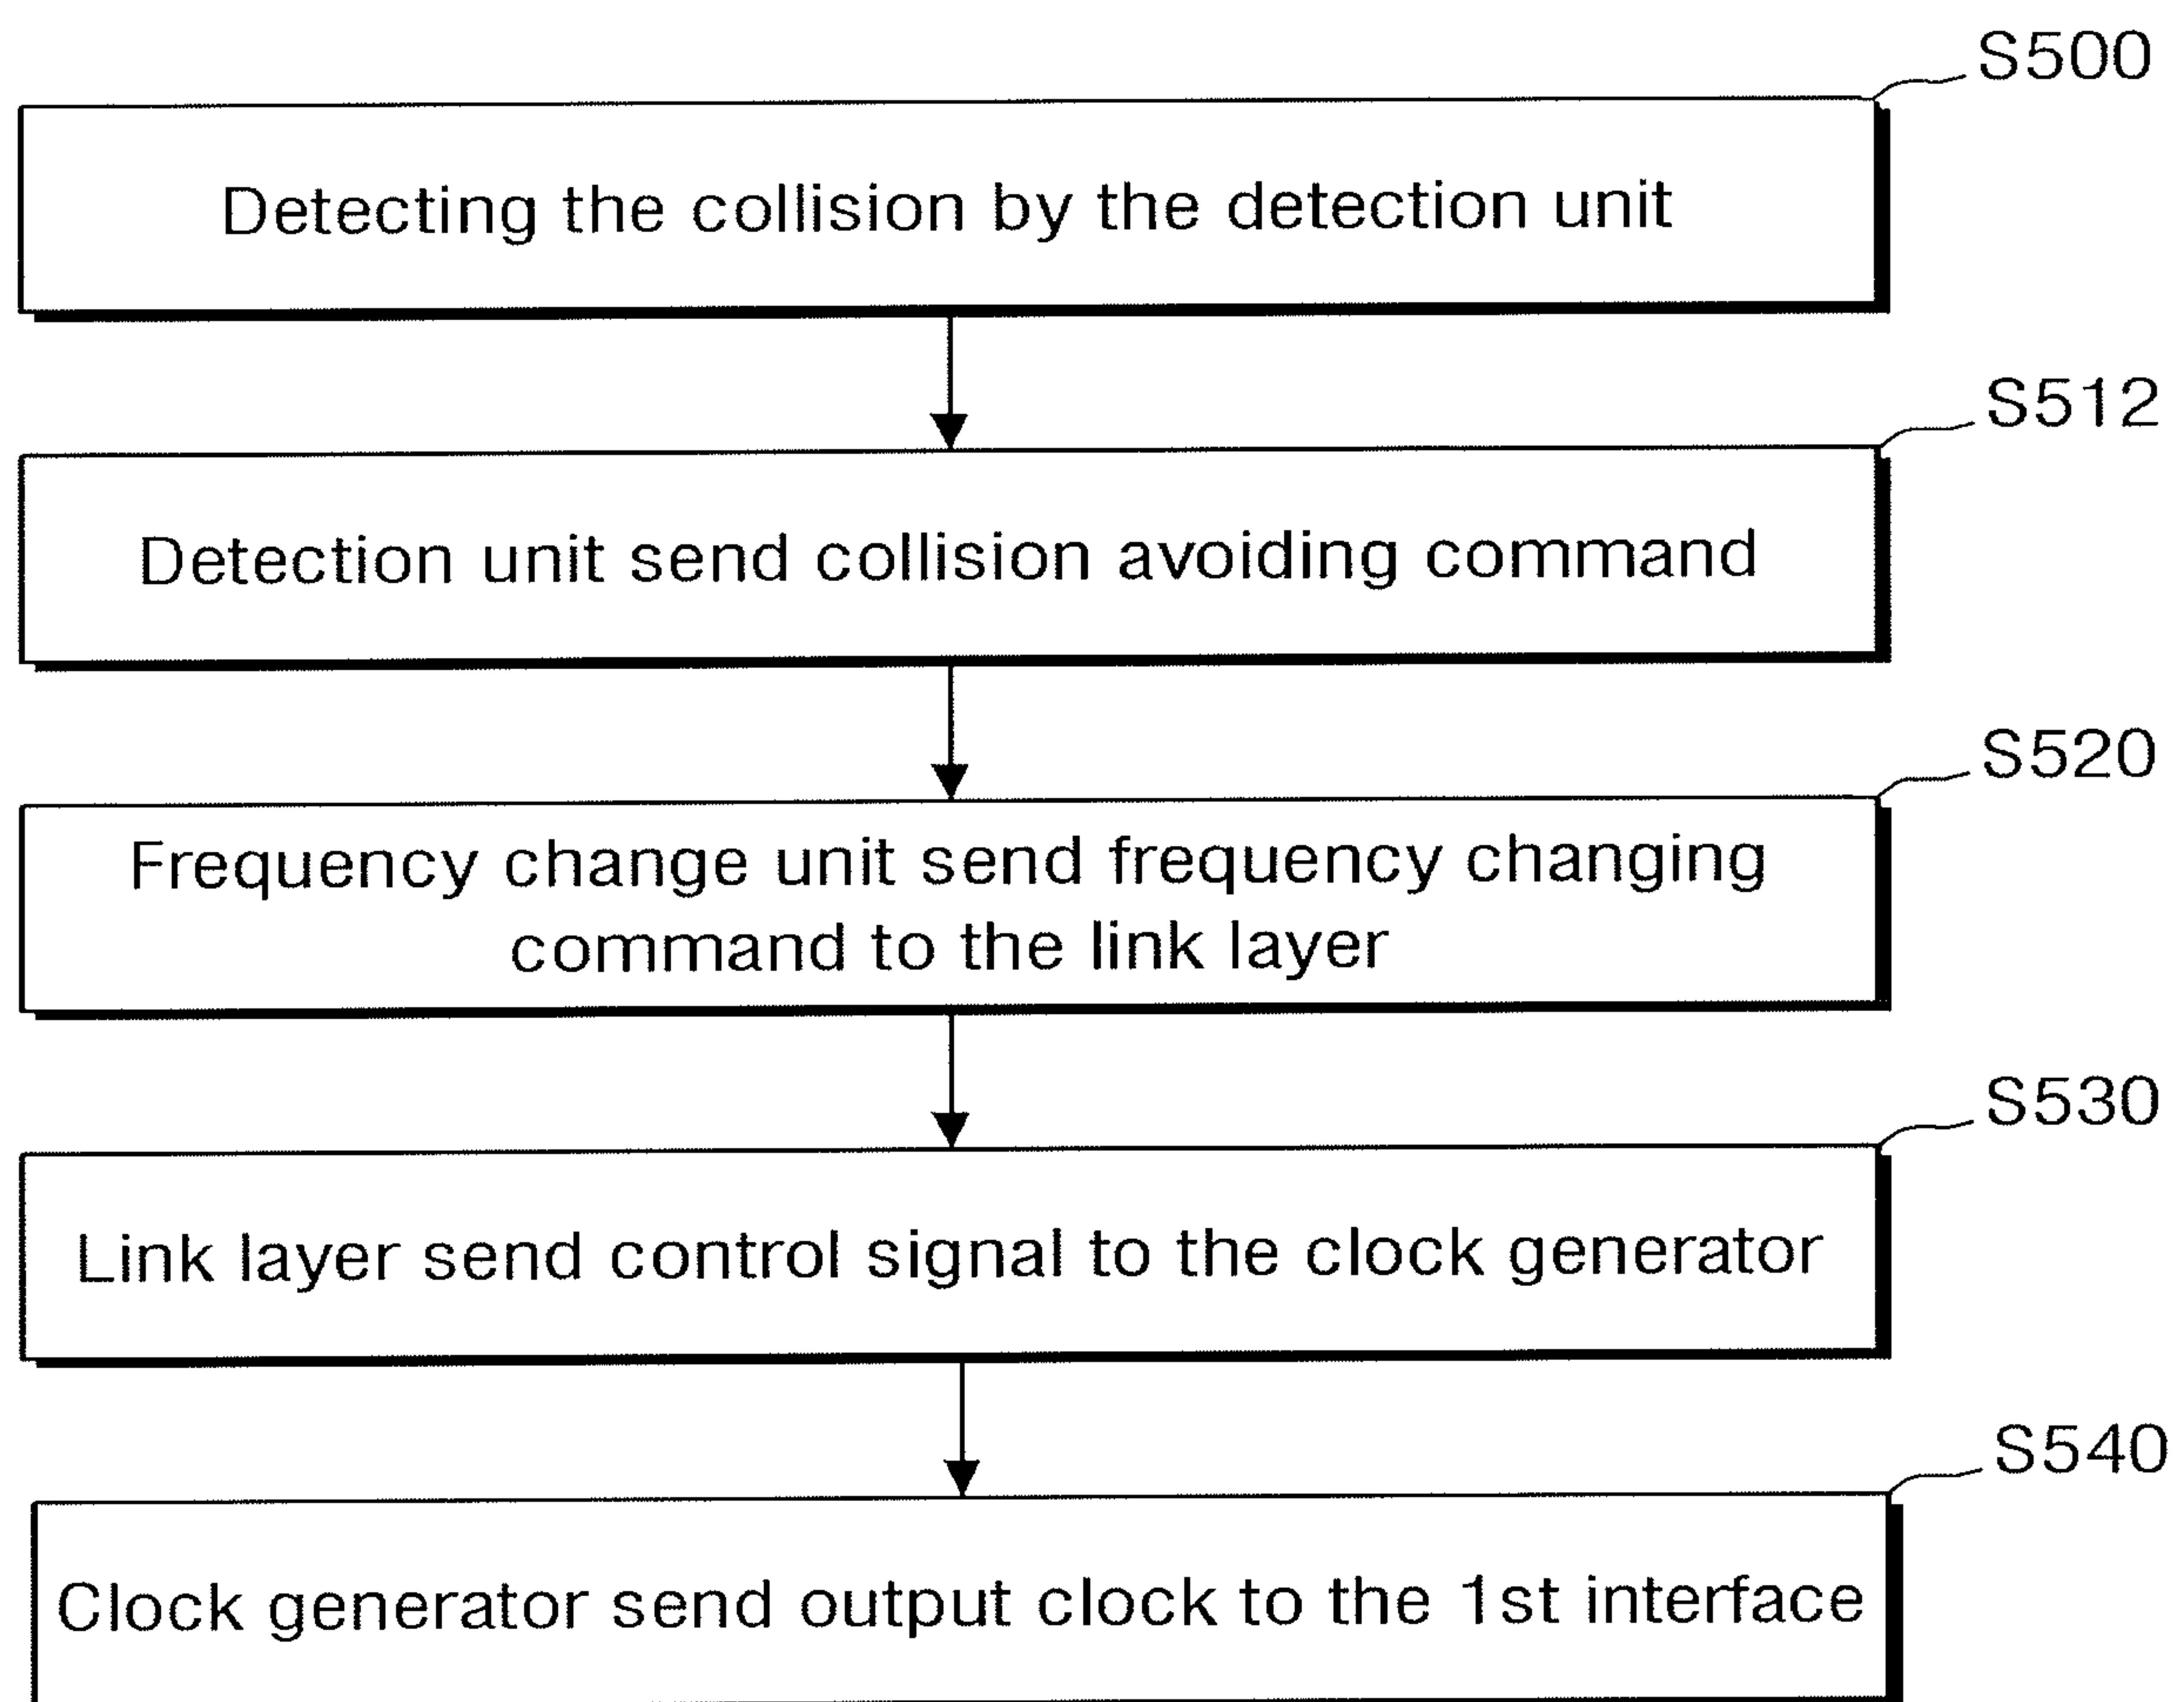 S500
Detecting the collision by the detection unit
S512
Detection unit send collision avoiding command
S520
Frequency change unit send frequency changing
command to the link layer
S530
Link layer send control signal to the clock generator
S540
Clock generator send output clock to the 1st interface